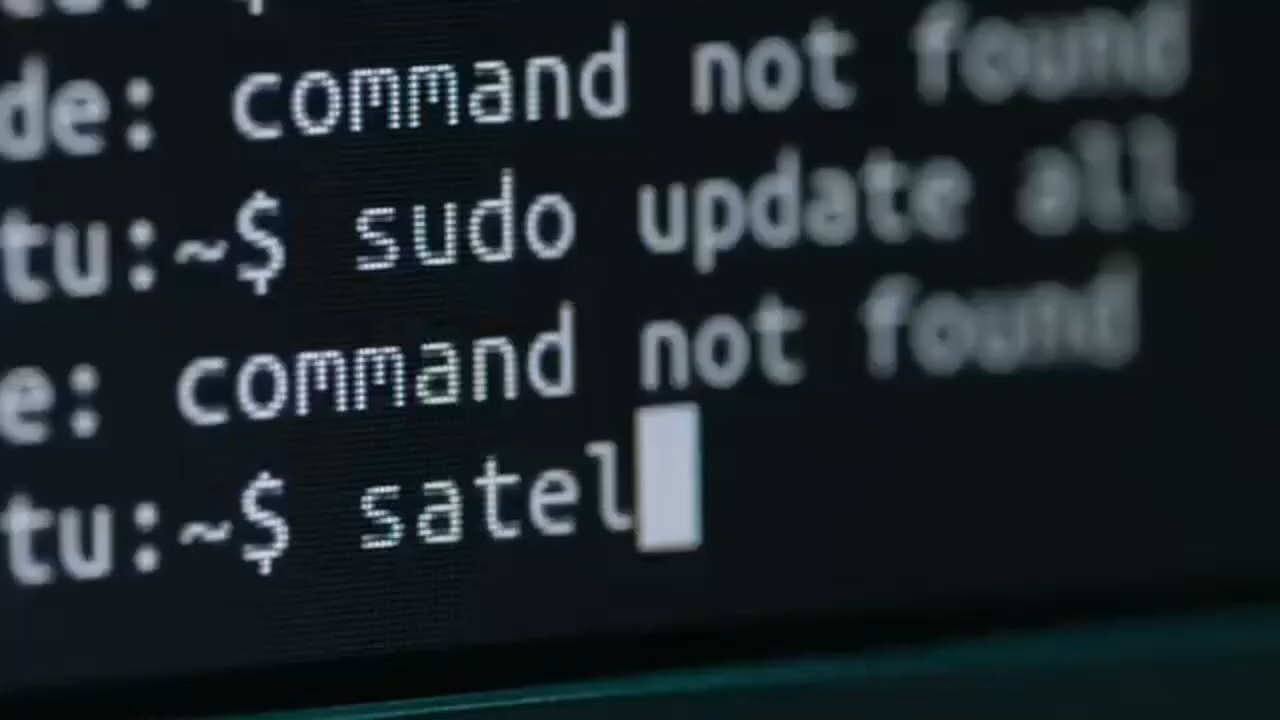 de: command not found
tu:~$ sudo update all
e: command not found
tu:~$ satel